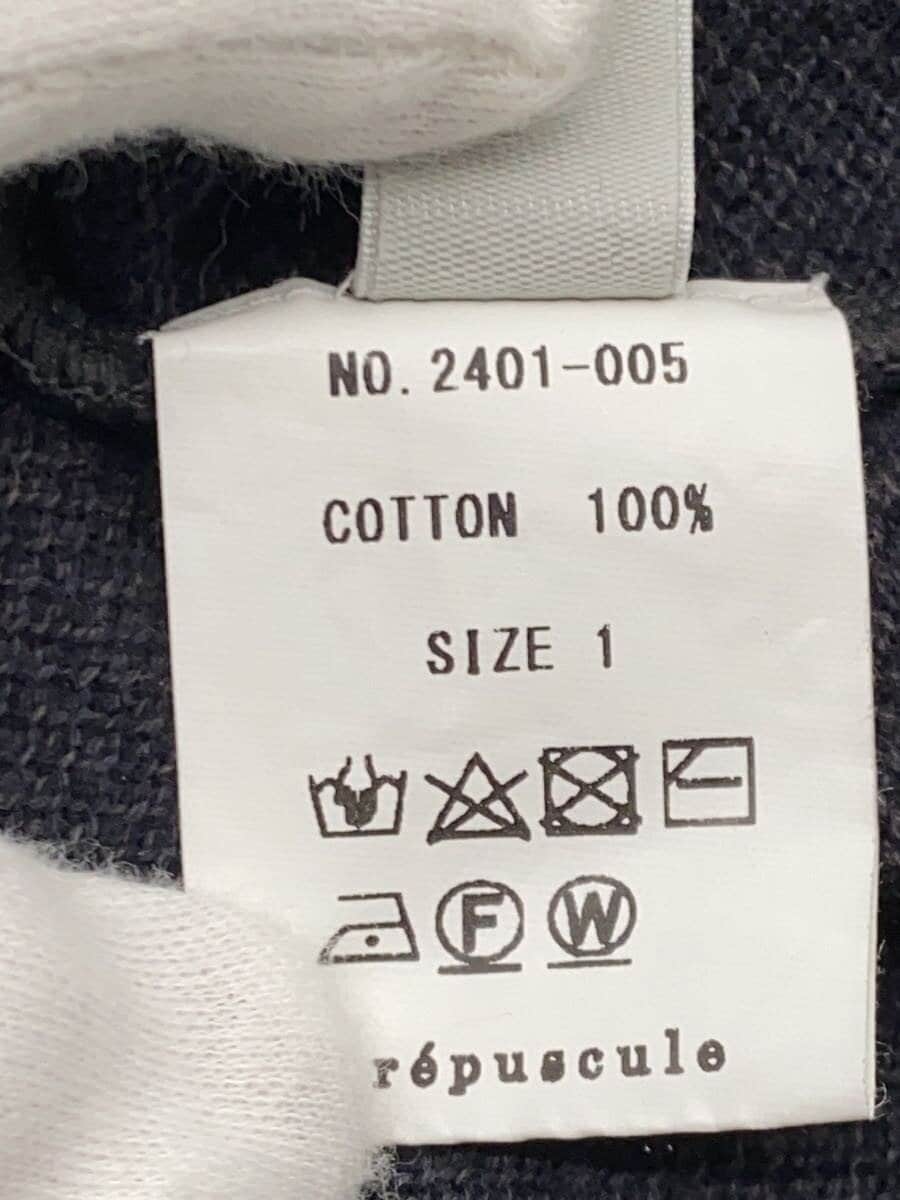 NO. 2401-005
COTTON 100%
SIZE 1
F W
répuscule